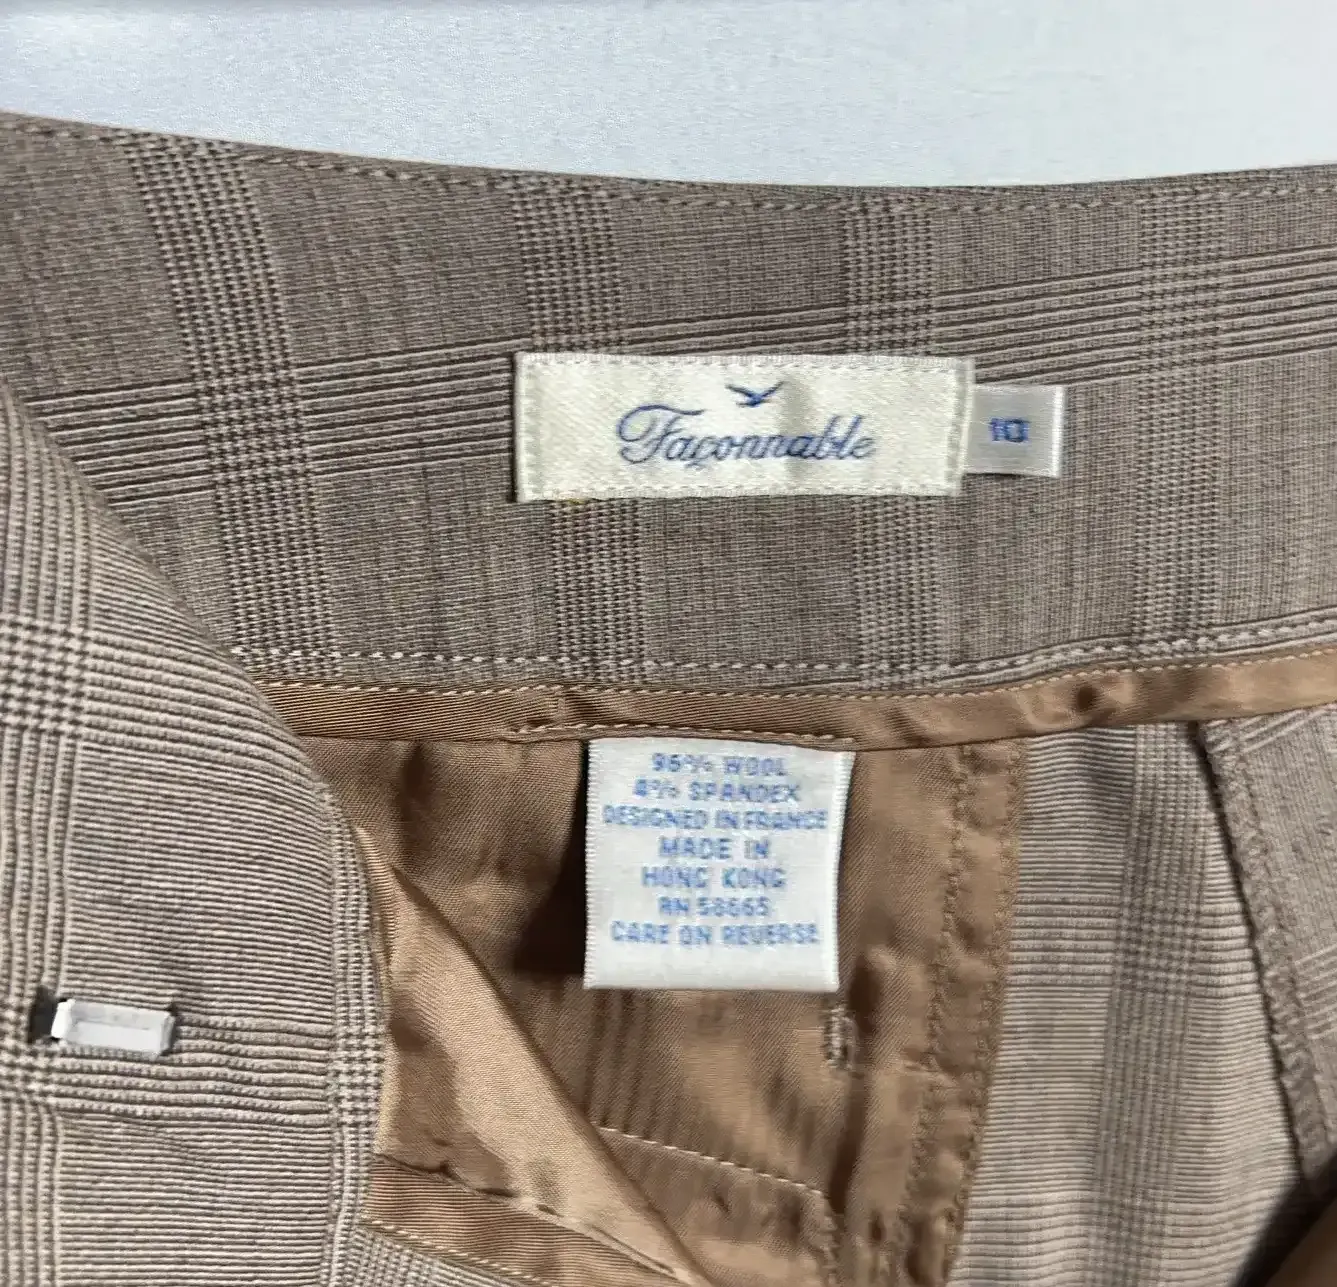 Façonnable
10
96% WOOL
4% SPANDEX
DESIGNED IN FRANCE
MADE IN
HONG KONG
RN 58665
CARE ON REVERSE